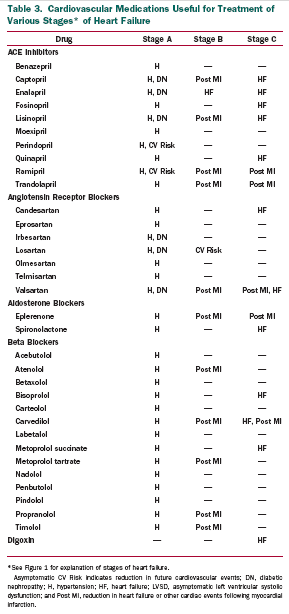 Table 3. Cardiovascular Medications Useful for Treatment of
Various Stages* of Heart Failure
Drug Stage A Stage B Stage C
ACE Inhibitors
Benazepril H — —
Captopril H, DN Post MI HF
Enalapril H, DN HF HF
Fosinopril H — HF
Lisinopril H, DN Post MI HF
Moexipril H — —
Perindopril H, CV Risk — —
Quinapril H — HF
Ramipril H, CV Risk Post MI Post MI
Trandolapril H Post MI Post MI
Angiotensin Receptor Blockers
Candesartan H — HF
Eprosartan H — —
Irbesartan H, DN — —
Losartan H, DN CV Risk —
Olmesartan H — —
Telmisartan H — —
Valsartan H, DN Post MI Post MI, HF
Aldosterone Blockers
Eplerenone H Post MI Post MI
Spironolactone H — HF
Beta Blockers
Acebutolol H — —
Atenolol H Post MI —
Betaxolol H — —
Bisoprolol H — HF
Carteolol H — —
Carvedilol H Post MI HF, Post MI
Labetalol H — —
Metoprolol succinate H — HF
Metoprolol tartrate H Post MI —
Nadolol H — —
Penbutolol H — —
Pindolol H — —
Propranolol H Post MI —
Timolol H Post MI —
Digoxin — — HF
*See Figure 1 for explanation of stages of heart failure.
Asymptomatic CV Risk indicates reduction in future cardiovascular events; DN, diabetic
nephropathy; H, hypertension; HF, heart failure; LVSD, asymptomatic left ventricular systolic
dysfunction; and Post MI, reduction in heart failure or other cardiac events following myocardial
infarction.